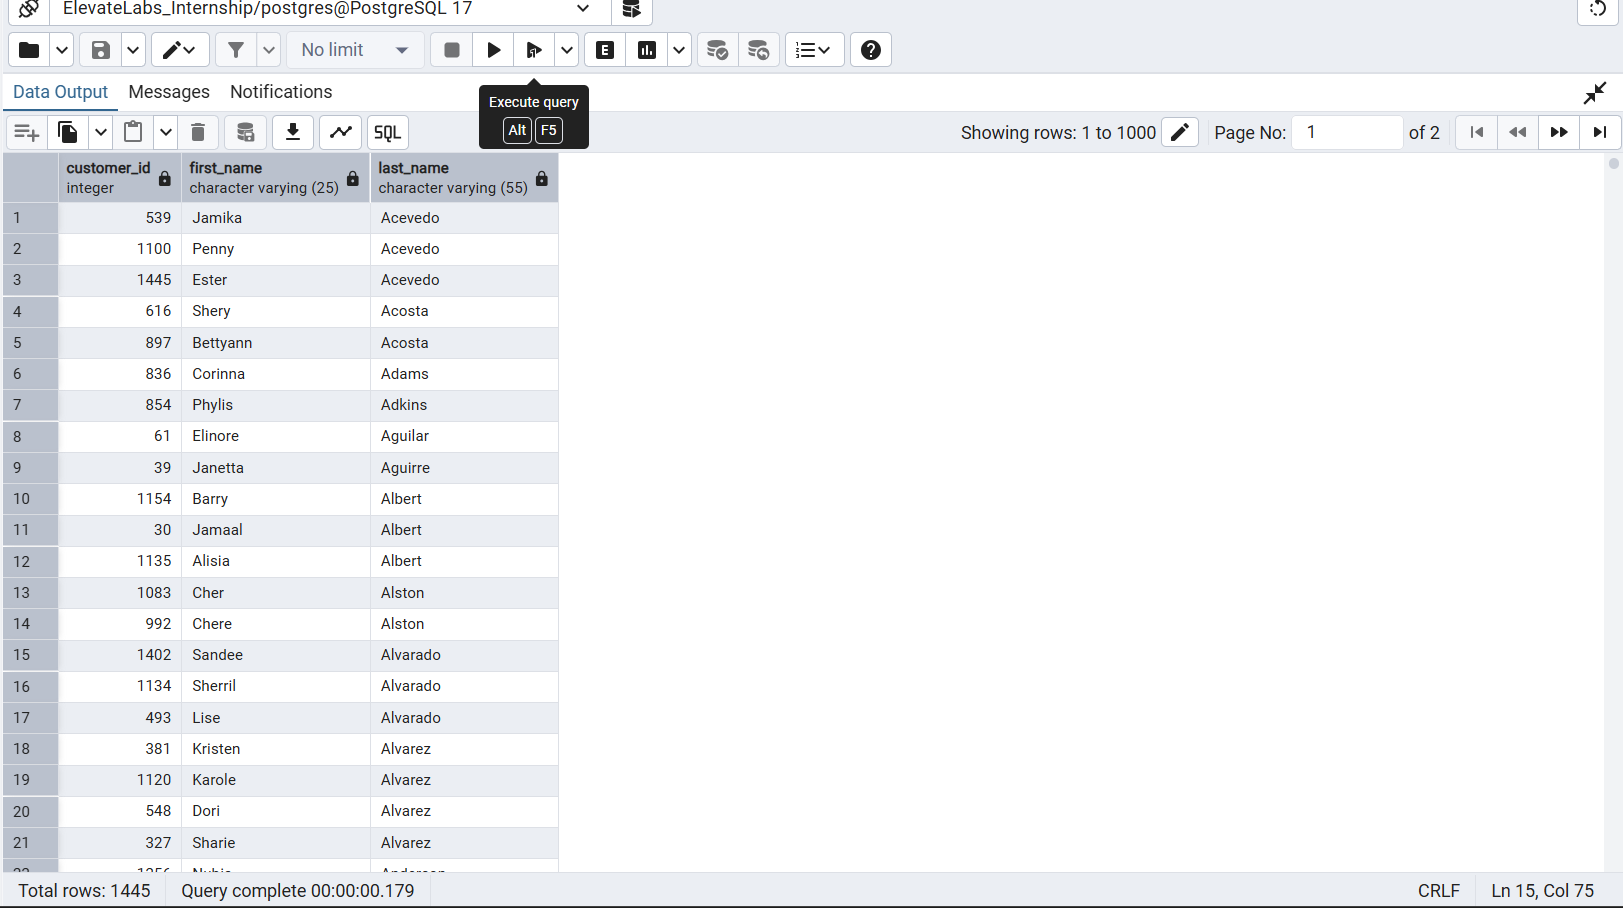 ElevateLabs_Internship/postgres@PostgreSQL 17
No limit
E
Execute query
Alt F5
Data Output Messages Notifications
SQL
Showing rows: 1 to 1000 Page No: 1 of 2
customer_id first_name last_name
integer character varying (25) character varying (55)
1 539 Jamika Acevedo
2 1100 Penny Acevedo
3 1445 Ester Acevedo
4 616 Shery Acosta
5 897 Bettyann Acosta
6 836 Corinna Adams
7 854 Phylis Adkins
8 61 Elinore Aguilar
9 39 Janetta Aguirre
10 1154 Barry Albert
11 30 Jamaal Albert
12 1135 Alisia Albert
13 1083 Cher Alston
14 992 Chere Alston
15 1402 Sandee Alvarado
16 1134 Sherril Alvarado
17 493 Lise Alvarado
18 381 Kristen Alvarez
19 1120 Karole Alvarez
20 548 Dori Alvarez
21 327 Sharie Alvarez
Total rows: 1445 Query complete 00:00:00.179 CRLF Ln 15, Col 75